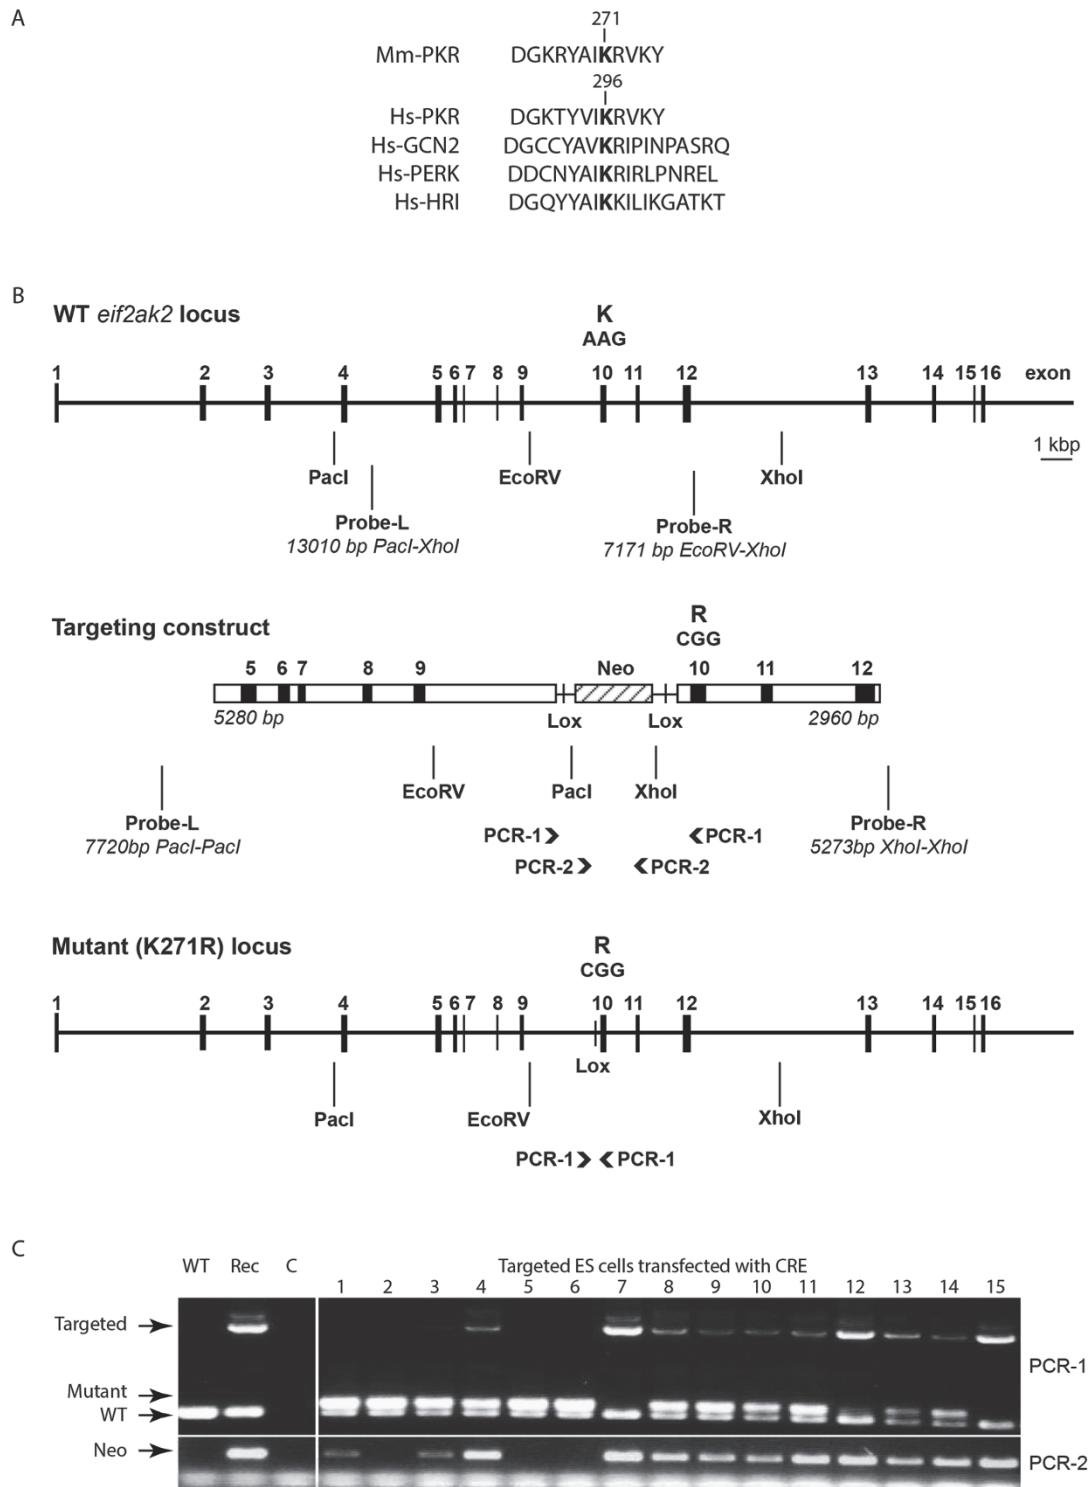 A
271
Mm-PKR DGKRYAIKRVKY
296
Hs-PKR DGKTYVIKRVKY
Hs-GCN2 DGCCYAVKRIPINPASRQ
Hs-PERK DDCNYAIKRIRLPNREL
Hs-HRI DGQYYAIKKILIKGATKT
B
WT eif2ak2 locus
K
AAG
1 2 3 4 5 6 7 8 9 10 11 12 13 14 15 16 exon
1 kbp
PacI EcoRV XhoI
Probe-L Probe-R
13010 bp PacI-XhoI 7171 bp EcoRV-XhoI
Targeting construct
R
CGG
5 6 7 8 9 Neo 10 11 12
5280 bp Lox Lox 2960 bp
EcoRV PacI XhoI
Probe-L Probe-R
7720bp PacI-PacI 5273bp XhoI-XhoI
PCR-1 PCR-1
PCR-2 PCR-2
Mutant (K271R) locus
R
CGG
1 2 3 4 5 6 7 8 9 10 11 12 13 14 15 16
Lox
PacI EcoRV XhoI
PCR-1 PCR-1
C
WT Rec C Targeted ES cells transfected with CRE
1 2 3 4 5 6 7 8 9 10 11 12 13 14 15
Targeted
PCR-1
Mutant
WT
Neo
PCR-2